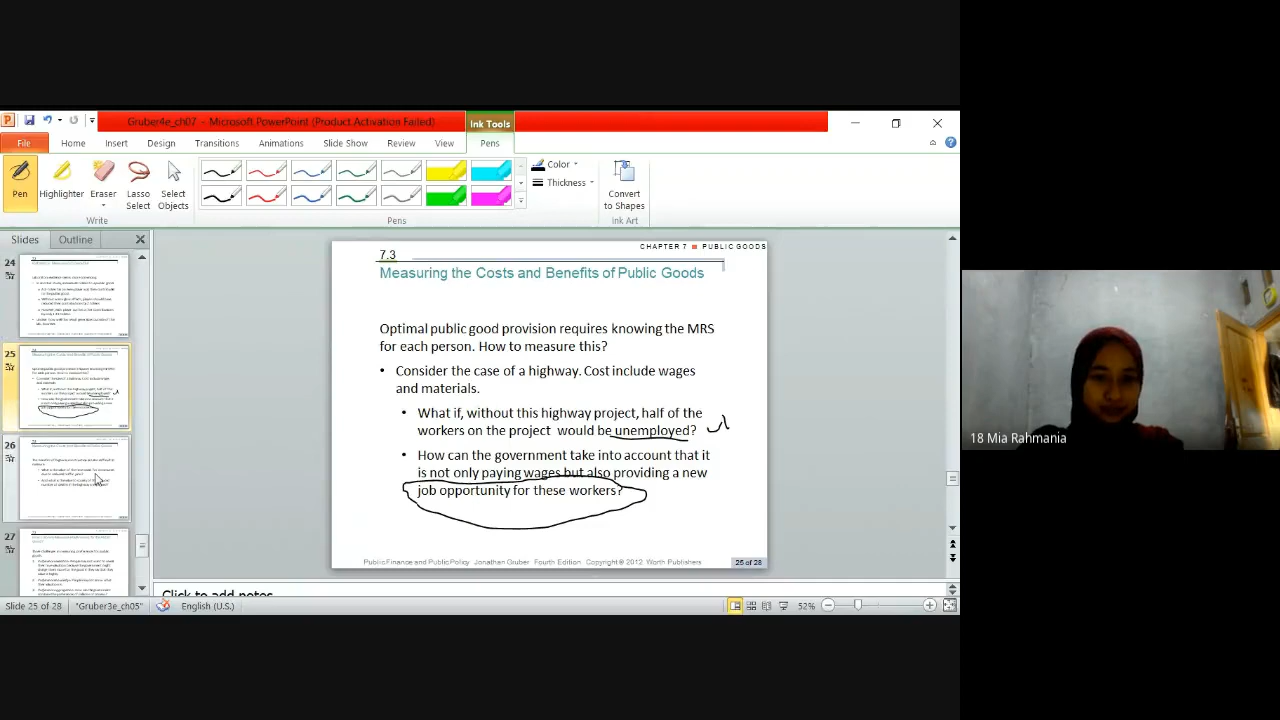 Gruber4e_ch07 - Microsoft PowerPoint (Product Activation Failed)
Ink Tools
File
Home
Insert
Design
Transitions
Animations
Slide Show
Review
View
Pens
Pen
Highlighter
Eraser
Lasso
Select
Select
Objects
Write
Pens
Color
Thickness
Convert
to Shapes
Ink Art
Slides
Outline
24
25
26
27
CHAPTER 7 ■ PUBLIC GOODS
7.3
Measuring the Costs and Benefits of Public Goods
Optimal public good provision requires knowing the MRS
for each person. How to measure this?
• Consider the case of a highway. Cost include wages
and materials.
• What if, without this highway project, half of the
workers on the project would be unemployed?
• How can the government take into account that it
is not only paying wages but also providing a new
job opportunity for these workers?
Public Finance and Public Policy Jonathan Gruber Fourth Edition Copyright © 2012 Worth Publishers
25 of 28
Click to add notes
Slide 25 of 28
"Gruber3e_ch05"
English (U.S.)
52%
18 Mia Rahmania